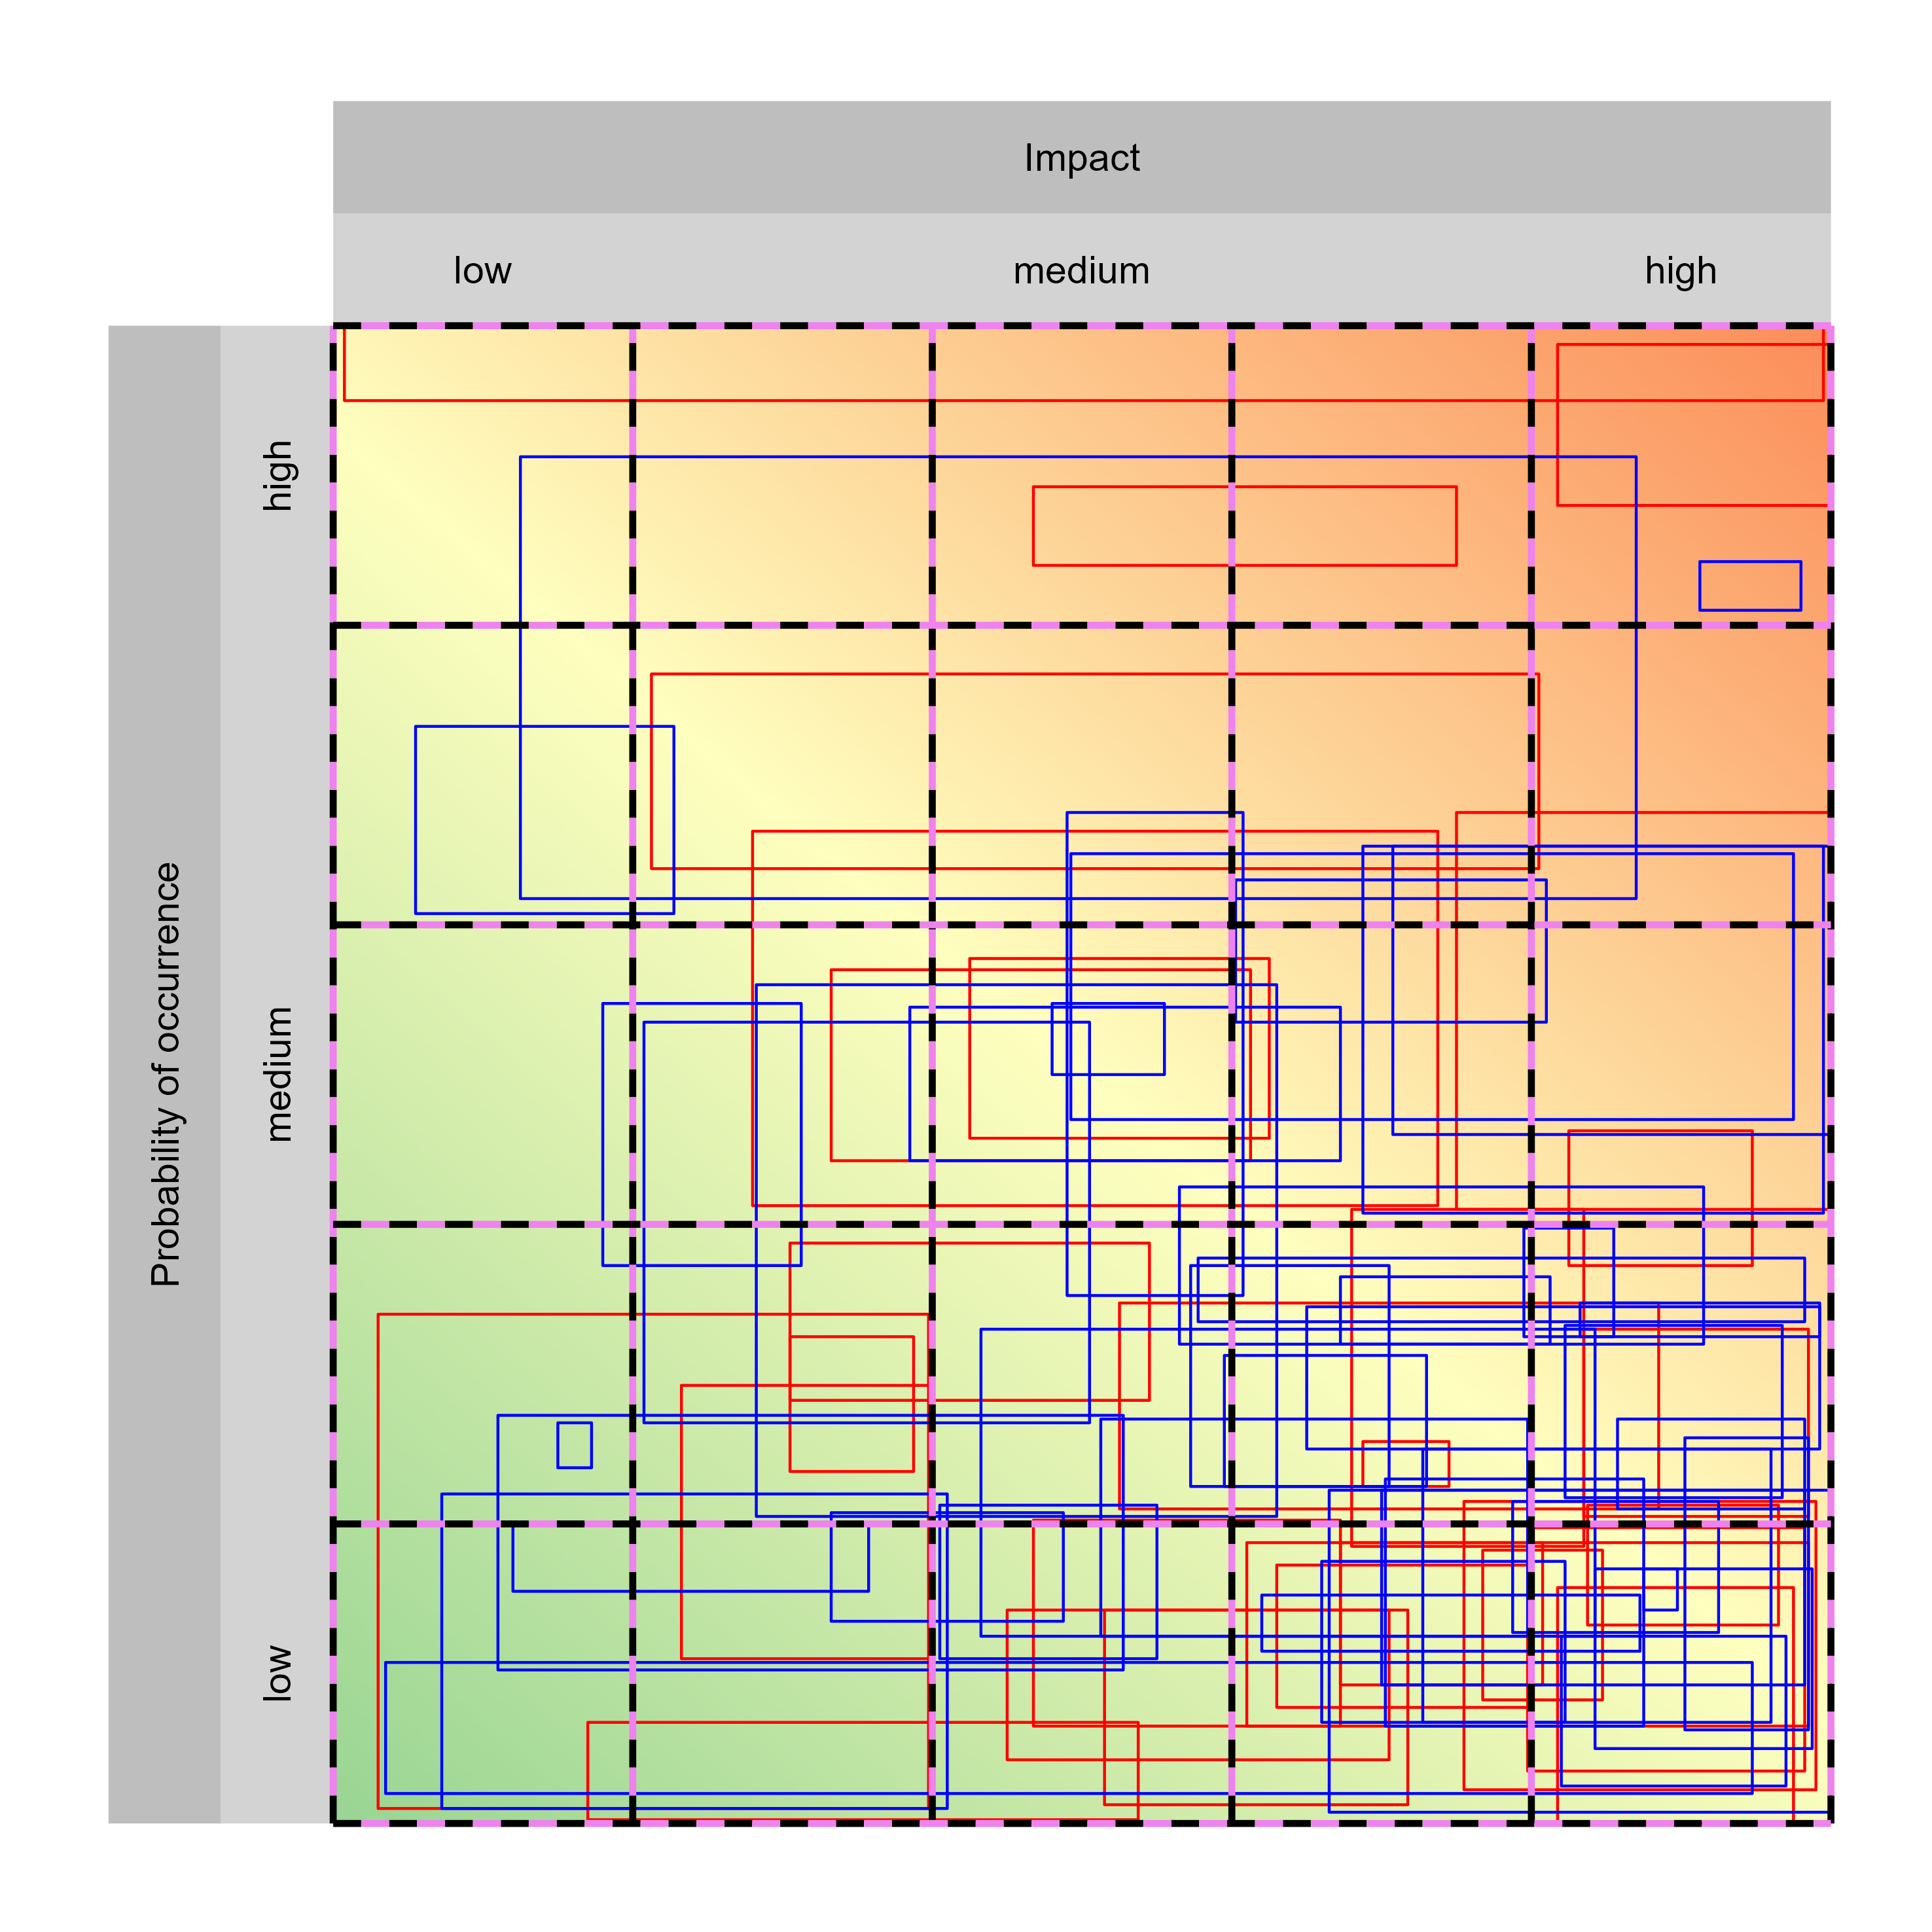 Impact
low
medium
high
Probability of occurrence
high
medium
low